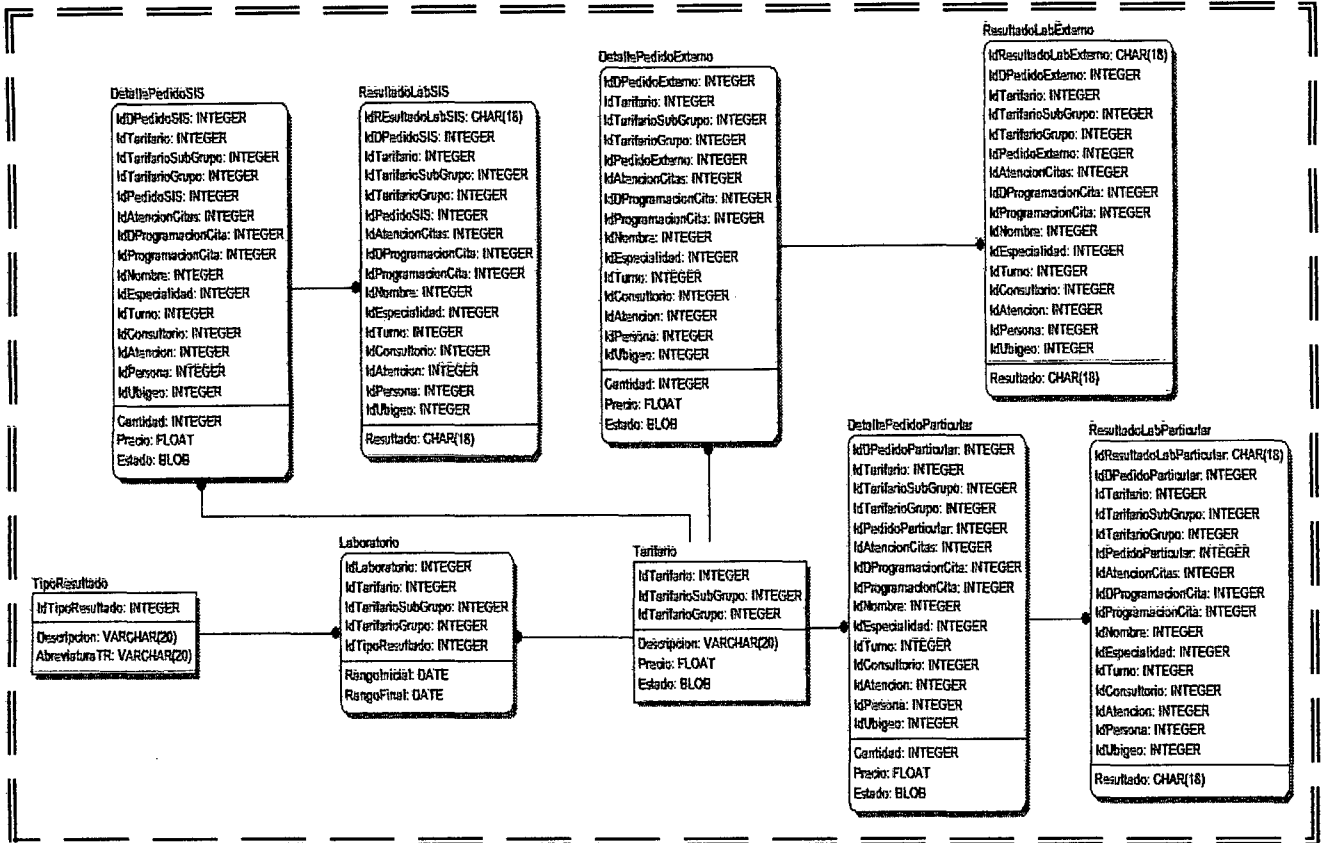 DetallePedidoSIS
IdDPedidoSIS: INTEGER
IdTarifario: INTEGER
IdTarifarioSubGrupo: INTEGER
IdTarifarioGrupo: INTEGER
IdPedidoSIS: INTEGER
IdAtencionCitas: INTEGER
IdDProgramacionCita: INTEGER
IdProgramacionCita: INTEGER
IdNombre: INTEGER
IdEspecialidad: INTEGER
IdTurno: INTEGER
IdConsultorio: INTEGER
IdAtencion: INTEGER
IdPersona: INTEGER
IdUbigeo: INTEGER
Cantidad: INTEGER
Precio: FLOAT
Estado: BLOB
ResultadoLabSIS
IdREsultadoLabSIS: CHAR(18)
IdDPedidoSIS: INTEGER
IdTarifario: INTEGER
IdTarifarioSubGrupo: INTEGER
IdTarifarioGrupo: INTEGER
IdPedidoSIS: INTEGER
IdAtencionCitas: INTEGER
IdDProgramacionCita: INTEGER
IdProgramacionCita: INTEGER
IdNombre: INTEGER
IdEspecialidad: INTEGER
IdTurno: INTEGER
IdConsultorio: INTEGER
IdAtencion: INTEGER
IdPersona: INTEGER
IdUbigeo: INTEGER
Resultado: CHAR(18)
DetallePedidoExterno
IdDPedidoExterno: INTEGER
IdTarifario: INTEGER
IdTarifarioSubGrupo: INTEGER
IdTarifarioGrupo: INTEGER
IdPedidoExterno: INTEGER
IdAtencionCitas: INTEGER
IdDProgramacionCita: INTEGER
IdProgramacionCita: INTEGER
IdNombre: INTEGER
IdEspecialidad: INTEGER
IdTurno: INTEGER
IdConsultorio: INTEGER
IdAtencion: INTEGER
IdPersona: INTEGER
IdUbigeo: INTEGER
Cantidad: INTEGER
Precio: FLOAT
Estado: BLOB
ResultadoLabExterno
IdResultadoLabExterno: CHAR(18)
IdDPedidoExterno: INTEGER
IdTarifario: INTEGER
IdTarifarioSubGrupo: INTEGER
IdTarifarioGrupo: INTEGER
IdPedidoExterno: INTEGER
IdAtencionCitas: INTEGER
IdDProgramacionCita: INTEGER
IdProgramacionCita: INTEGER
IdNombre: INTEGER
IdEspecialidad: INTEGER
IdTurno: INTEGER
IdConsultorio: INTEGER
IdAtencion: INTEGER
IdPersona: INTEGER
IdUbigeo: INTEGER
Resultado: CHAR(18)
TipoResultado
IdTipoResultado: INTEGER
Descripcion: VARCHAR(20)
AbreviaturaTR: VARCHAR(20)
Laboratorio
IdLaboratorio: INTEGER
IdTarifario: INTEGER
IdTarifarioSubGrupo: INTEGER
IdTarifarioGrupo: INTEGER
IdTipoResultado: INTEGER
RangoInicial: DATE
RangoFinal: DATE
Tarifario
IdTarifario: INTEGER
IdTarifarioSubGrupo: INTEGER
IdTarifarioGrupo: INTEGER
Descripcion: VARCHAR(20)
Precio: FLOAT
Estado: BLOB
DetallePedidoParticular
IdDPedidoParticular: INTEGER
IdTarifario: INTEGER
IdTarifarioSubGrupo: INTEGER
IdTarifarioGrupo: INTEGER
IdPedidoParticular: INTEGER
IdAtencionCitas: INTEGER
IdDProgramacionCita: INTEGER
IdProgramacionCita: INTEGER
IdNombre: INTEGER
IdEspecialidad: INTEGER
IdTurno: INTEGER
IdConsultorio: INTEGER
IdAtencion: INTEGER
IdPersona: INTEGER
IdUbigeo: INTEGER
Cantidad: INTEGER
Precio: FLOAT
Estado: BLOB
ResultadoLabParticular
IdResultadoLabParticular: CHAR(18)
IdDPedidoParticular: INTEGER
IdTarifario: INTEGER
IdTarifarioSubGrupo: INTEGER
IdTarifarioGrupo: INTEGER
IdPedidoParticular: INTEGER
IdAtencionCitas: INTEGER
IdDProgramacionCita: INTEGER
IdProgramacionCita: INTEGER
IdNombre: INTEGER
IdEspecialidad: INTEGER
IdTurno: INTEGER
IdConsultorio: INTEGER
IdAtencion: INTEGER
IdPersona: INTEGER
IdUbigeo: INTEGER
Resultado: CHAR(18)